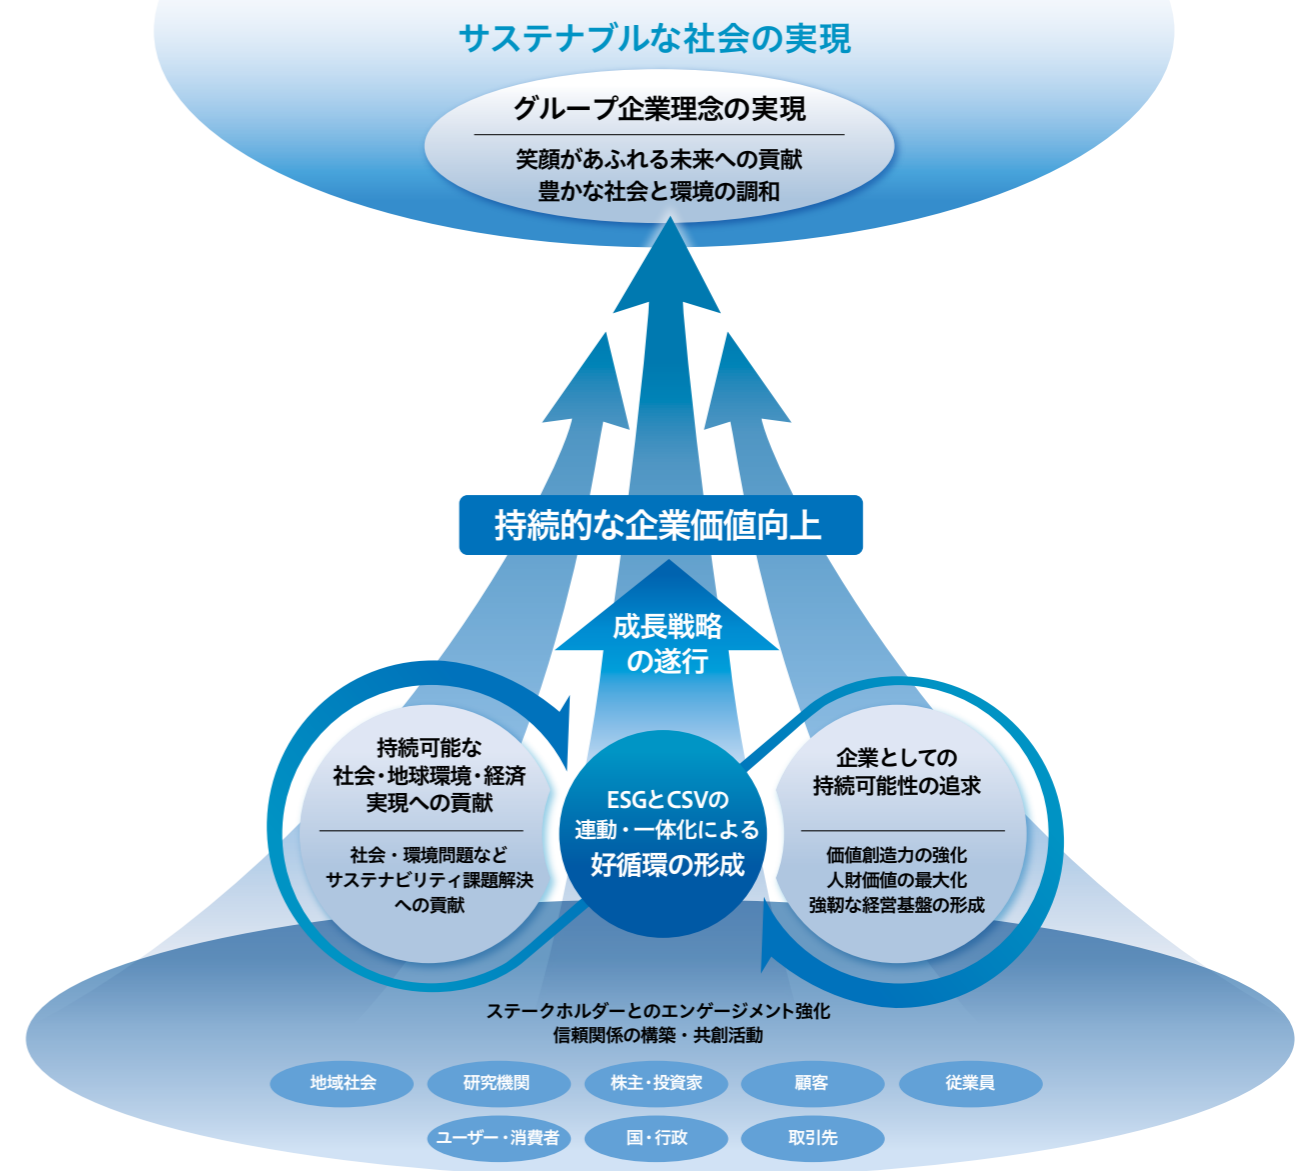 サステナブルな社会の実現
グループ企業理念の実現
笑顔があふれる未来への貢献
豊かな社会と環境の調和
持続的な企業価値向上
成長戦略
の遂行
持続可能な
社会・地球環境・経済
実現への貢献
社会・環境問題など
サステナビリティ課題解決
への貢献
ESGとCSVの
連動・一体化による
好循環の形成
企業としての
持続可能性の追求
価値創造力の強化
人財価値の最大化
強靭な経営基盤の形成
ステークホルダーとのエンゲージメント強化
信頼関係の構築・共創活動
地域社会
研究機関
株主・投資家
顧客
従業員
ユーザー・消費者
国・行政
取引先